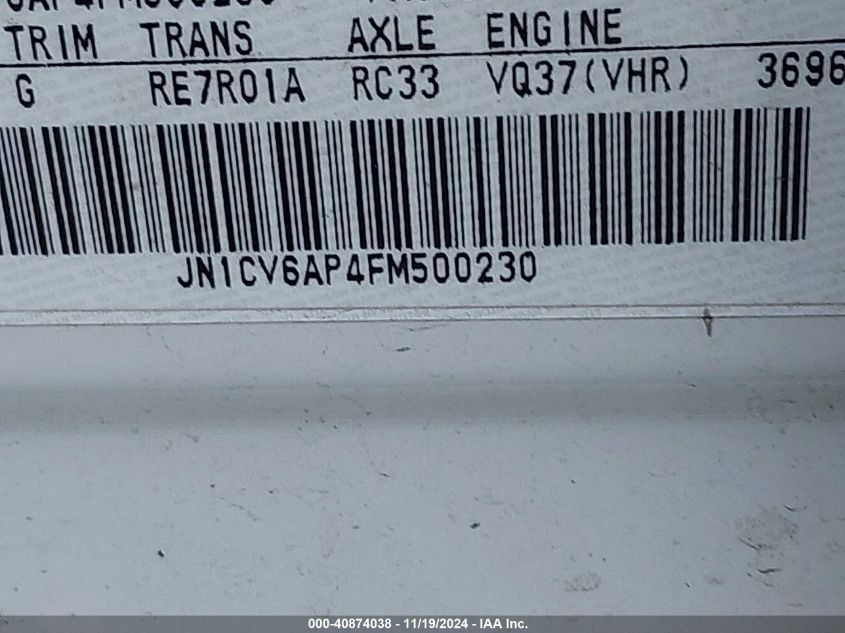 TRIM TRANS AXLE ENGINE
G RE7R01A RC33 VQ37(VHR) 3696
JN1CV6AP4FM500230
000-40874038 - 11/19/2024 - IAA Inc.